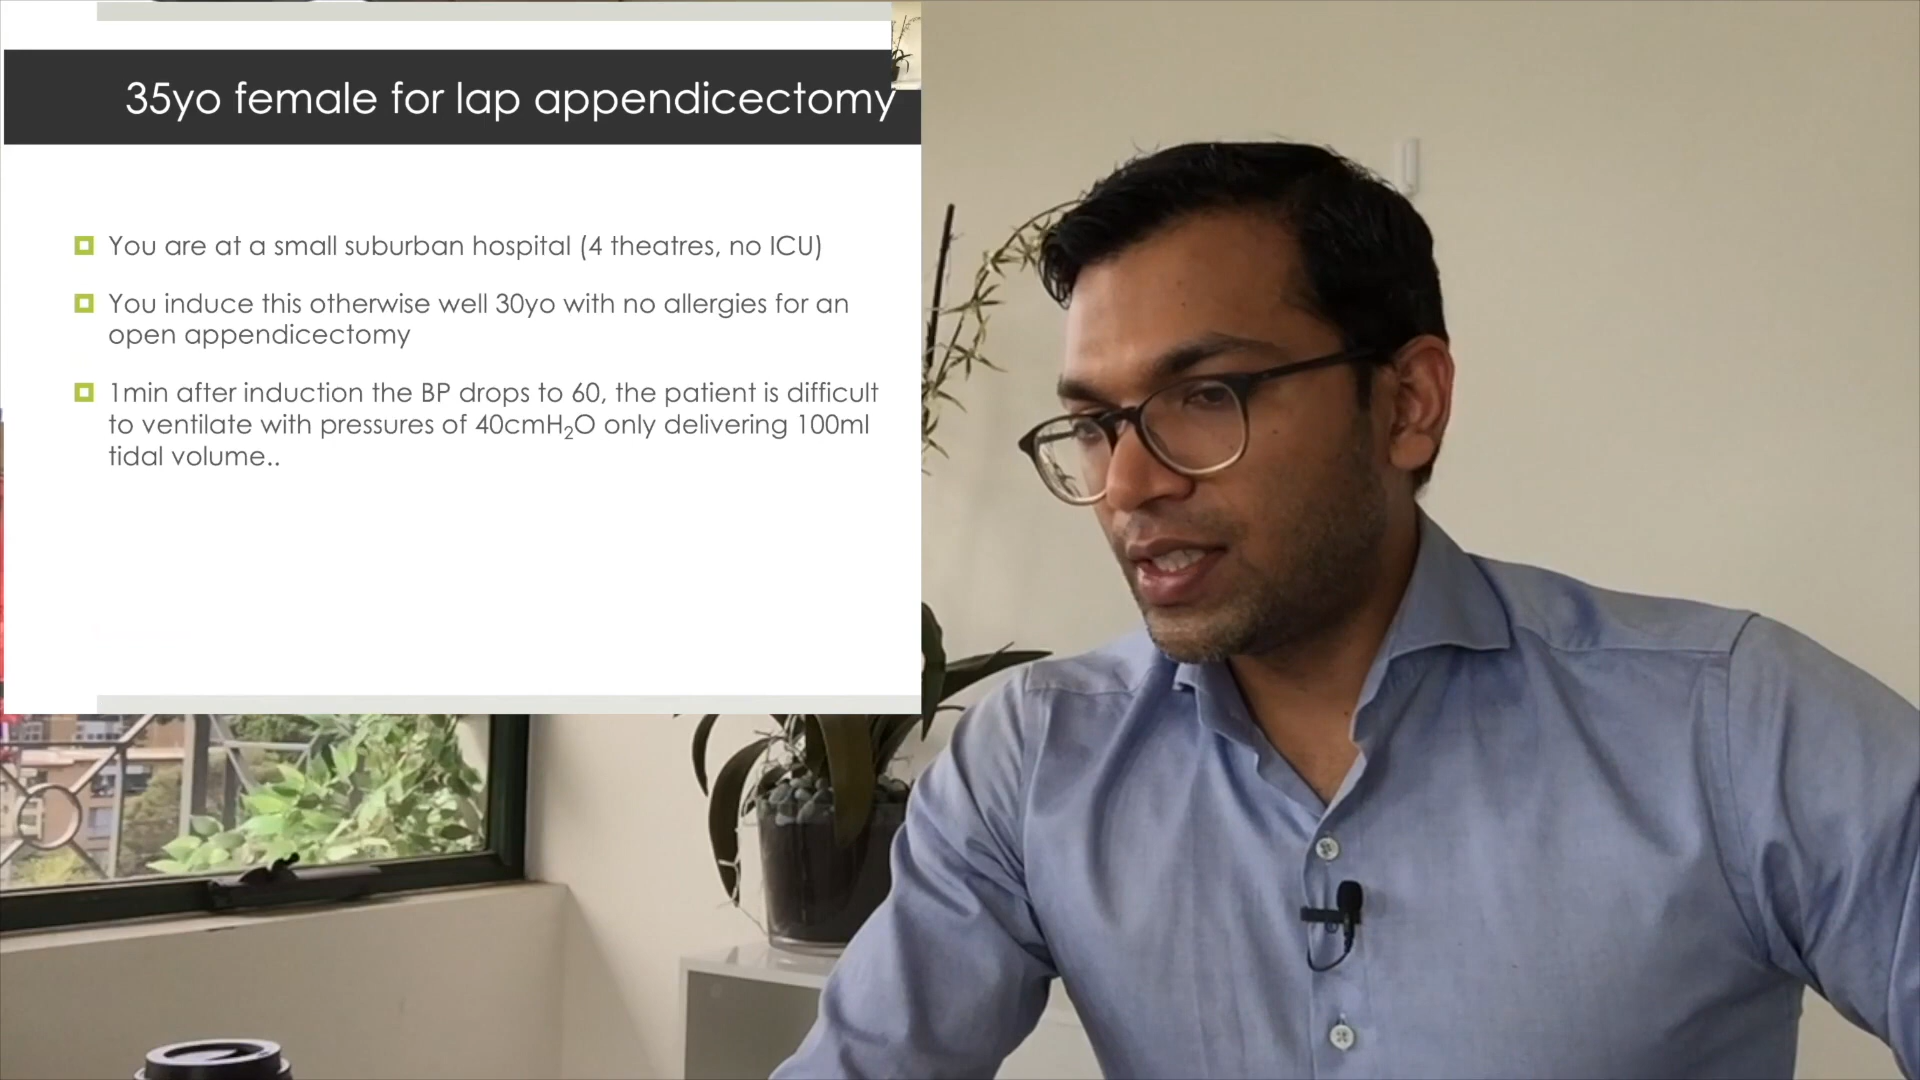 35yo female for lap appendicectomy
You are at a small suburban hospital (4 theatres, no ICU)
You induce this otherwise well 30yo with no allergies for an
open appendicectomy
1min after induction the BP drops to 60, the patient is difficult
to ventilate with pressures of 40cmH₂O only delivering 100ml
tidal volume..